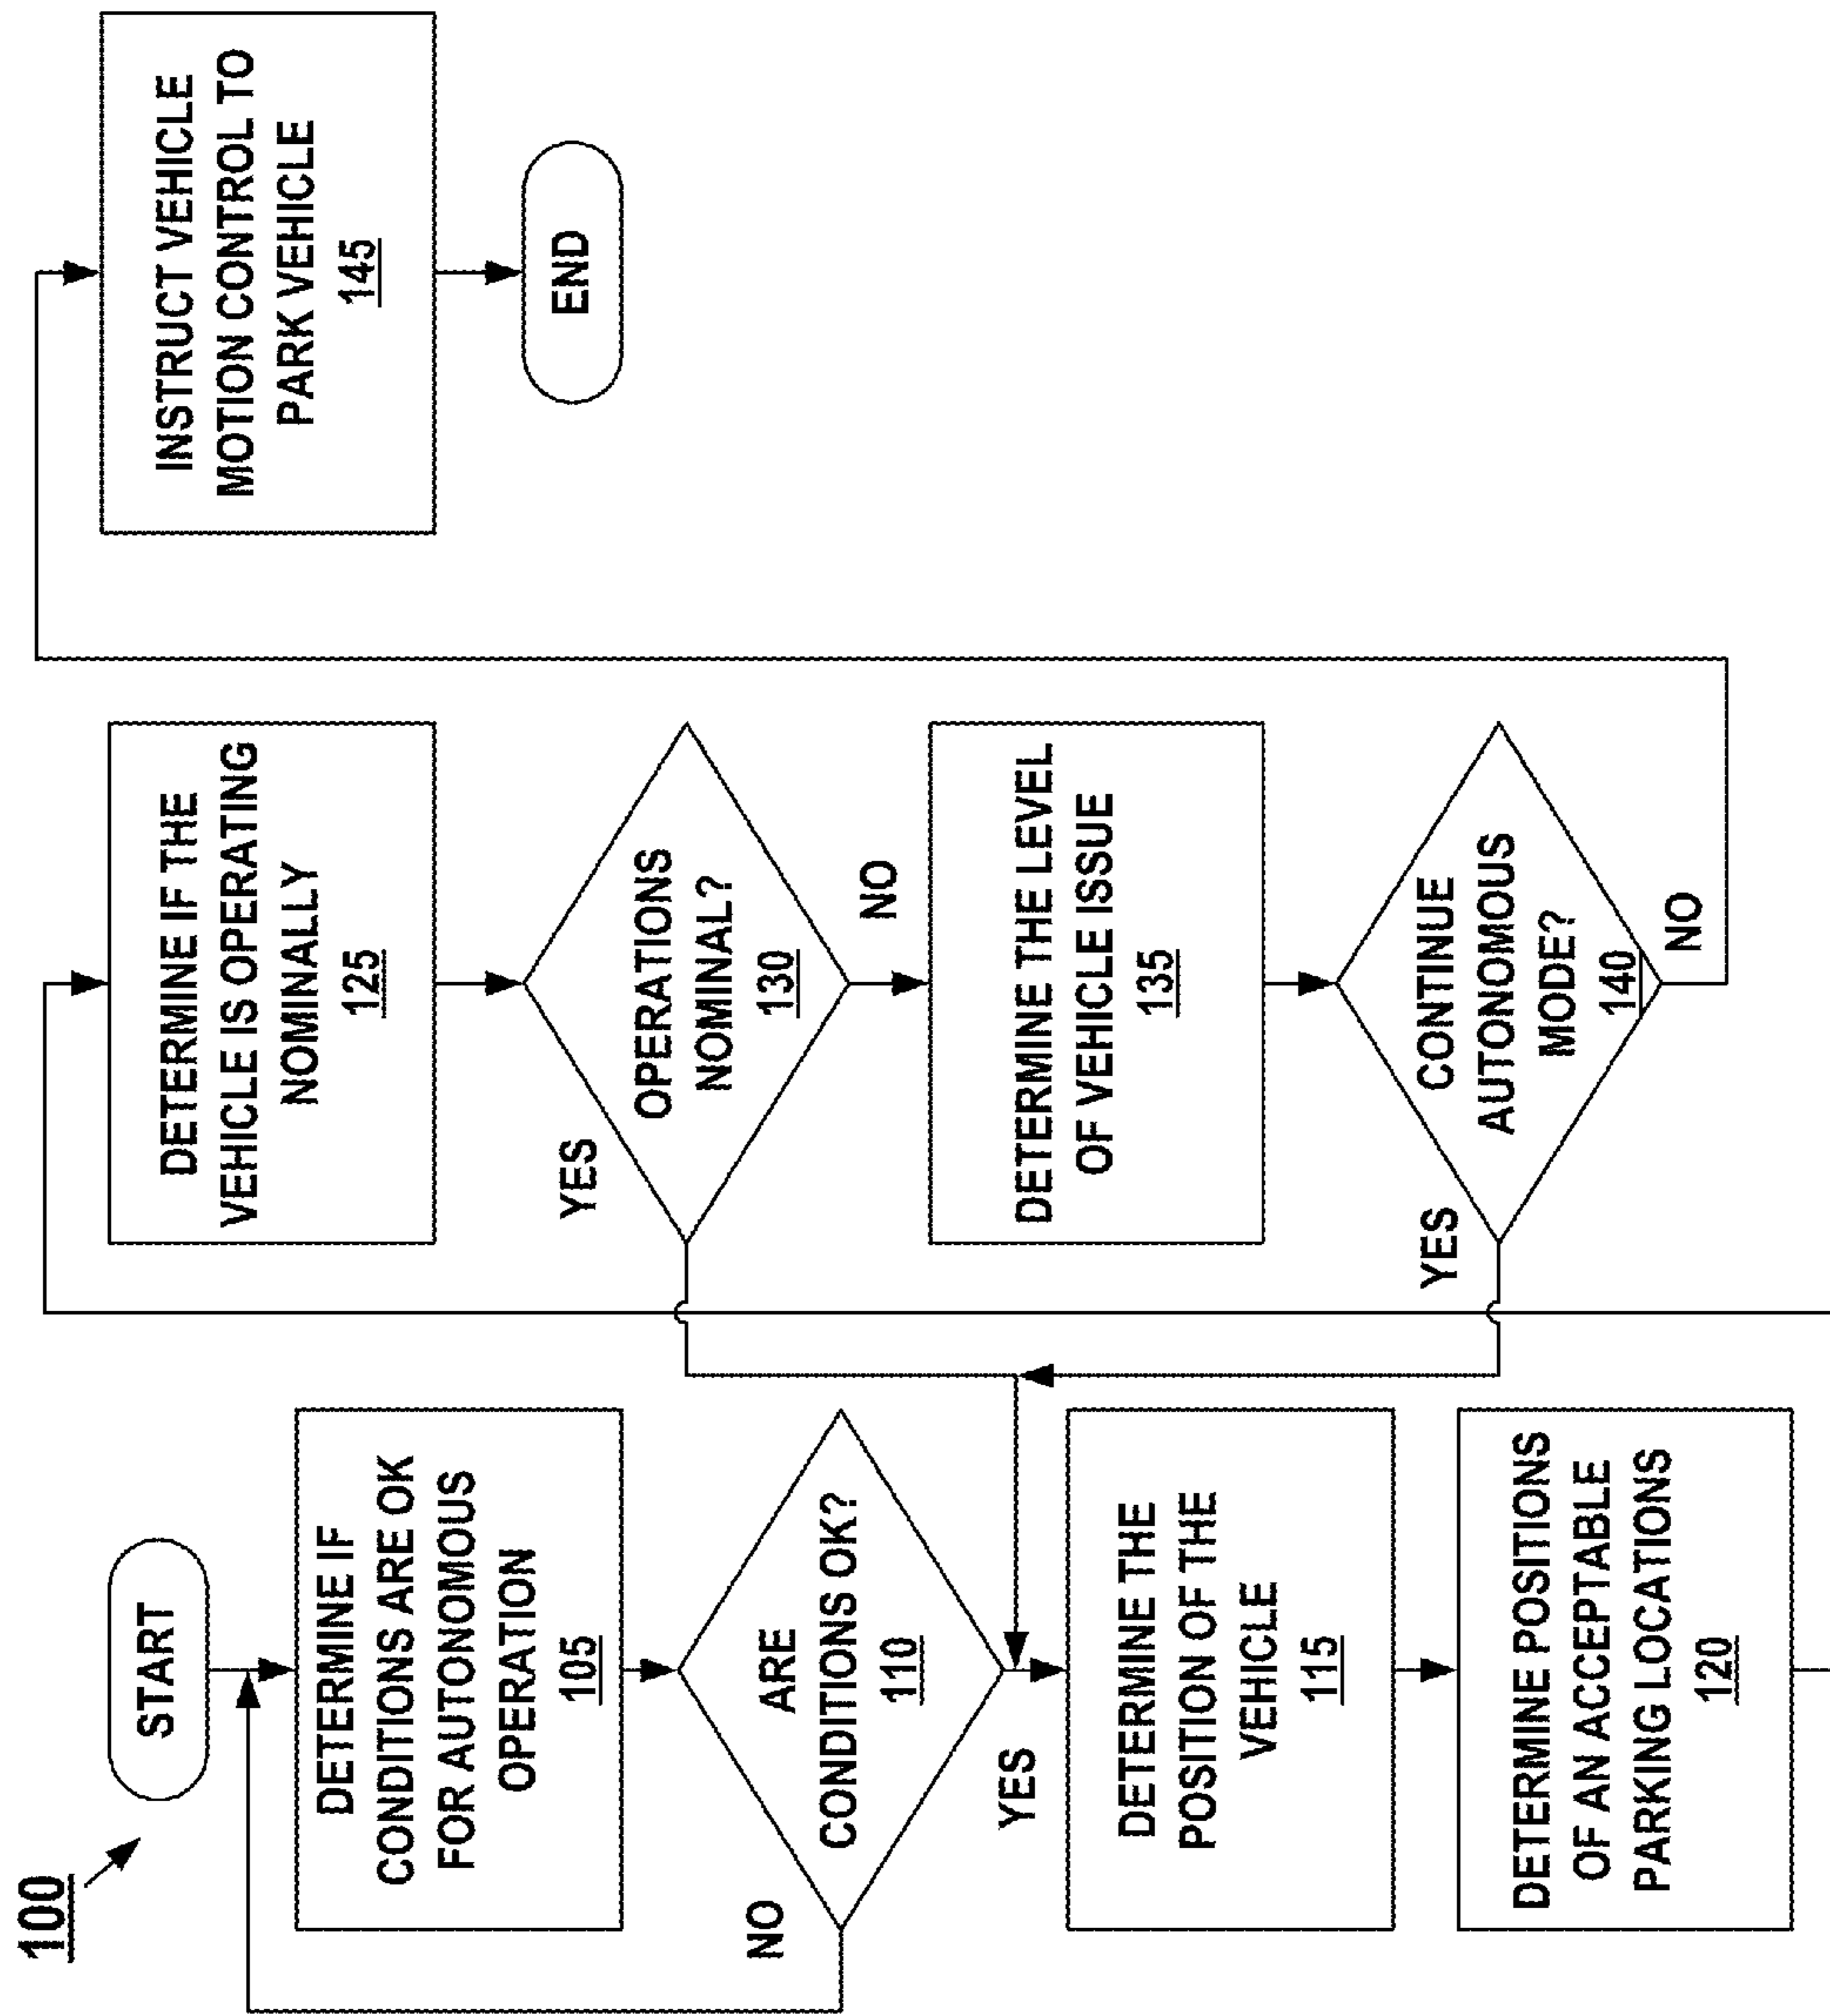 100
START
DETERMINE IF
CONDITIONS ARE OK
FOR AUTONOMOUS
OPERATION
105
ARE
CONDITIONS OK?
110
NO
YES
DETERMINE THE
POSITION OF THE
VEHICLE
115
DETERMINE POSITIONS
OF AN ACCEPTABLE
PARKING LOCATIONS
120
DETERMINE IF THE
VEHICLE IS OPERATING
NOMINALLY
125
OPERATIONS
NOMINAL?
130
YES
NO
DETERMINE THE LEVEL
OF VEHICLE ISSUE
135
CONTINUE
AUTONOMOUS
MODE?
140
YES
NO
INSTRUCT VEHICLE
MOTION CONTROL TO
PARK VEHICLE
145
END